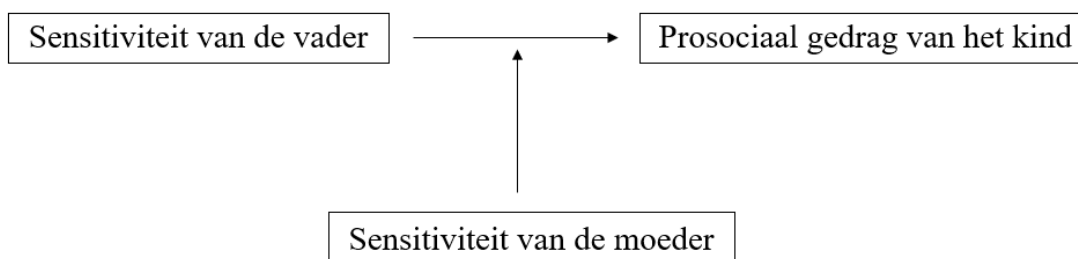 Sensitiviteit van de vader
Prosociaal gedrag van het kind
Sensitiviteit van de moeder